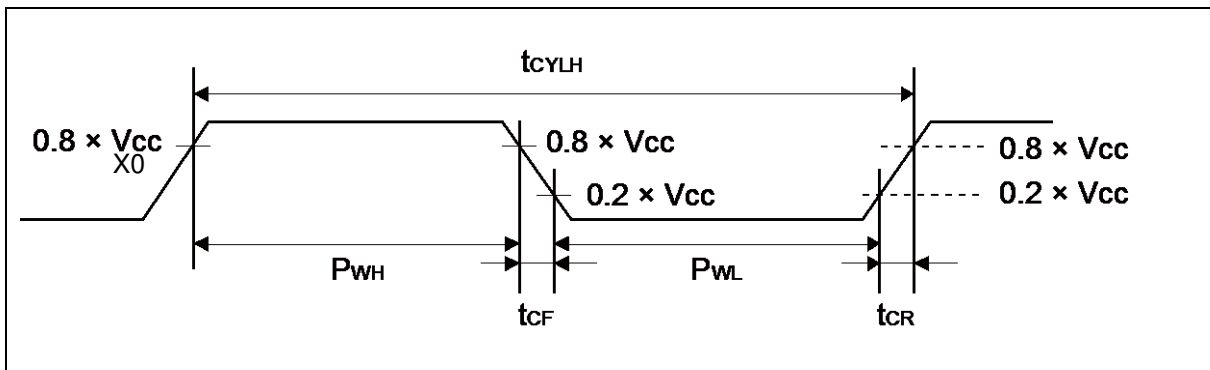 tCYLH
0.8 × Vcc
X0
0.8 × Vcc
0.8 × Vcc
0.2 × Vcc
0.2 × Vcc
PWH
PWL
tCF
tCR